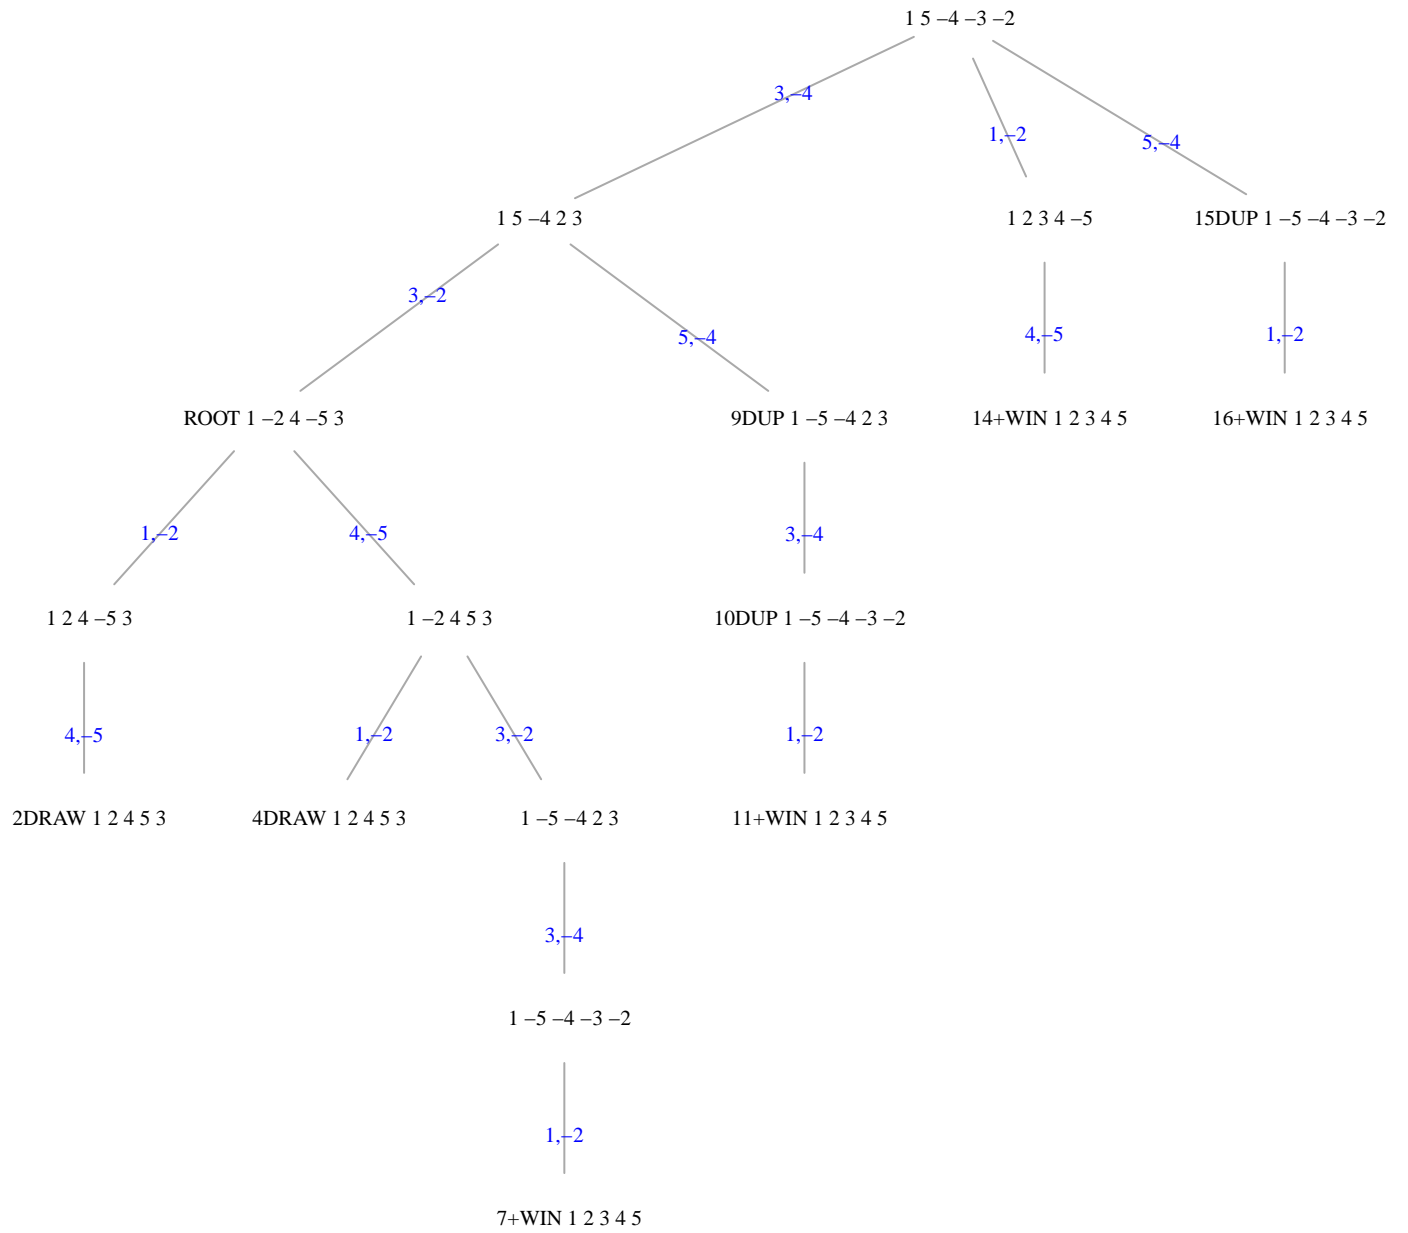 1 5 –4 –3 –2
3,–4
1,–2
5,–4
1 5 –4 2 3
1 2 3 4 –5
15DUP 1 –5 –4 –3 –2
3,–2
5,–4
4,–5
1,–2
ROOT 1 –2 4 –5 3
9DUP 1 –5 –4 2 3
14+WIN 1 2 3 4 5
16+WIN 1 2 3 4 5
1,–2
4,–5
3,–4
1 2 4 –5 3
1 –2 4 5 3
10DUP 1 –5 –4 –3 –2
4,–5
1,–2
3,–2
1,–2
2DRAW 1 2 4 5 3
4DRAW 1 2 4 5 3
1 –5 –4 2 3
11+WIN 1 2 3 4 5
3,–4
1 –5 –4 –3 –2
1,–2
7+WIN 1 2 3 4 5